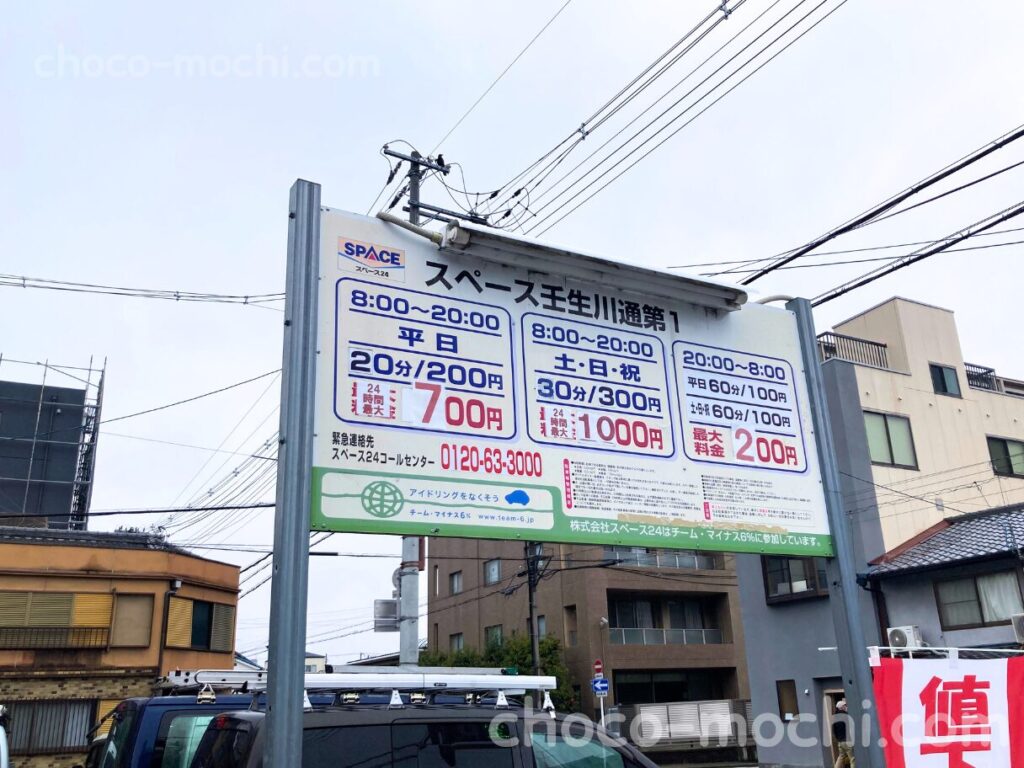 choco-mochi.com
SPACE
スペース24
スペース壬生川通第1
8:00～20:00
平日
20分/200円
24時間最大
700円
8:00～20:00
土・日・祝
30分/300円
24時間最大
1000円
20:00～8:00
平日 60分/100円
土・日・祝 60分/100円
最大料金 200円
緊急連絡先
スペース24コールセンター 0120-63-3000
アイドリングをなくそう
チーム・マイナス6% www.team-6.jp
株式会社スペース24はチーム・マイナス6%に参加しています。
値下
choco-mochi.com